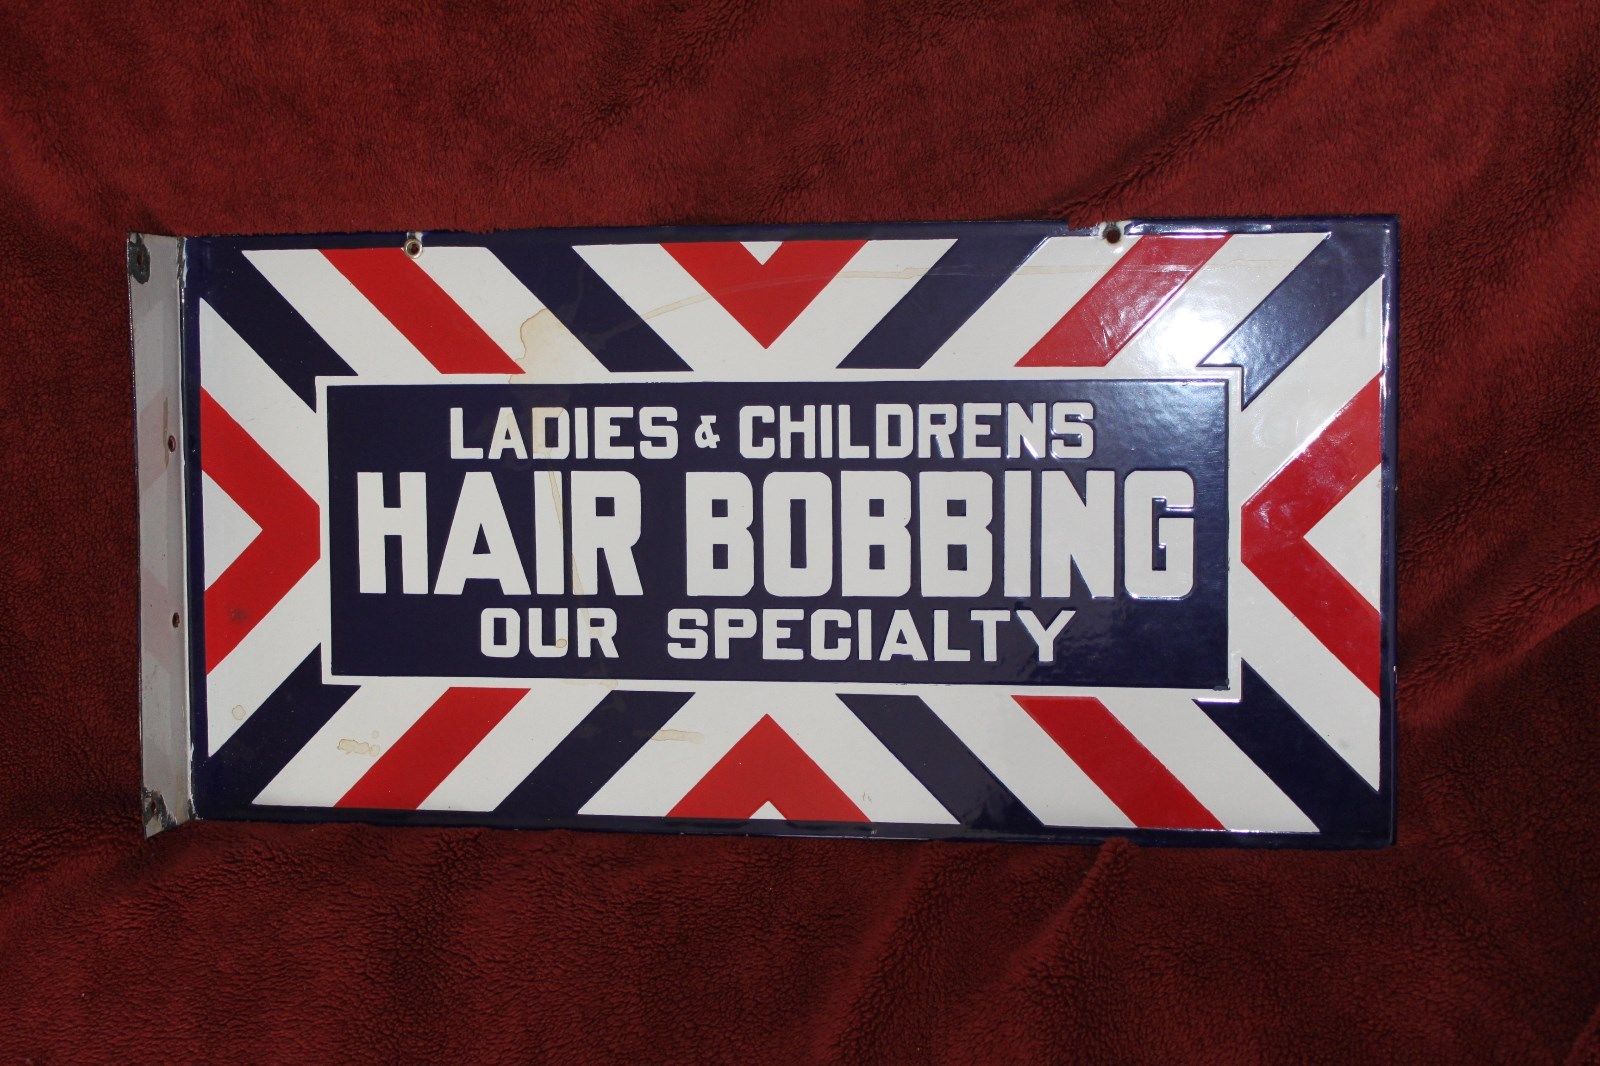 LADIES & CHILDRENS
HAIR BOBBING
OUR SPECIALTY